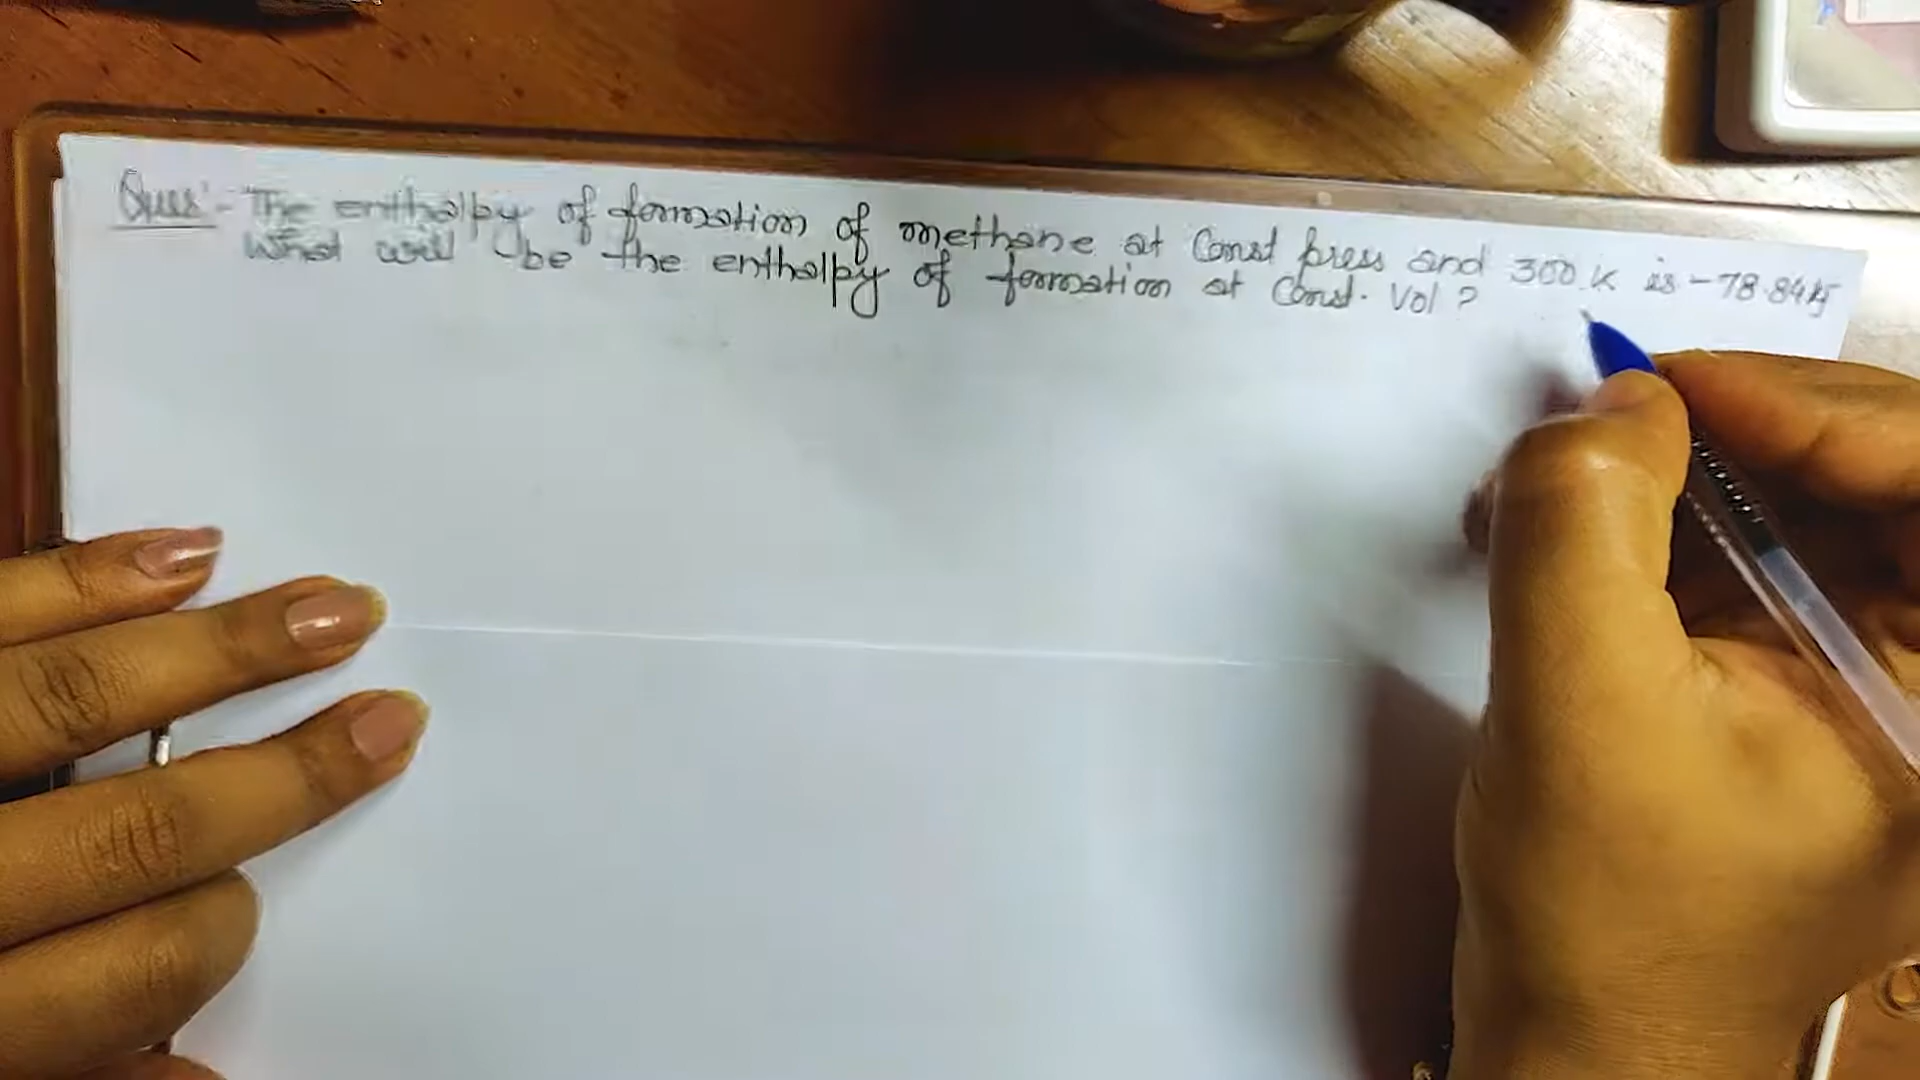 Ques:- The enthalpy of formation of methane at Const press and 300 K is -78.84 kJ
What will be the enthalpy of formation at Const. Vol ?